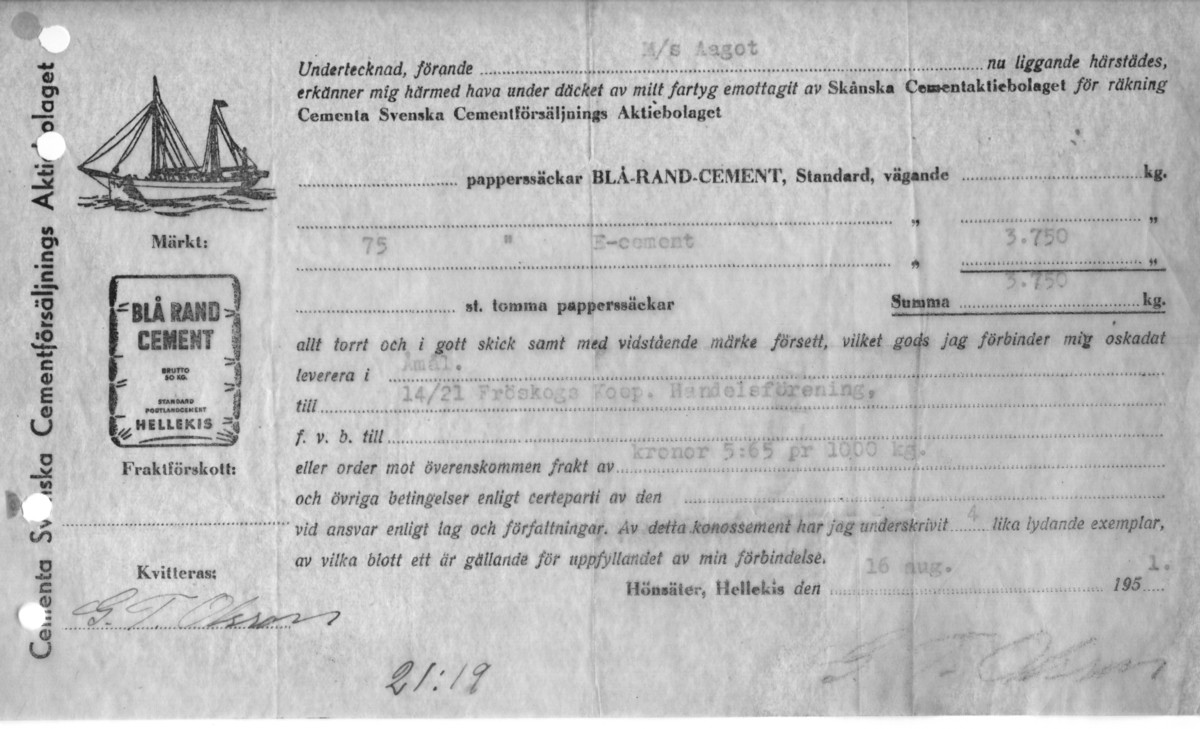 Cementa Svenska Cementförsäljnings Aktiebolaget
M/s Aagot
Undertecknad, förande nu liggande härstädes,
erkänner mig härmed hava under däcket av mitt fartyg emottagit av Skånska Cementaktiebolaget för räkning
Cementa Svenska Cementförsäljnings Aktiebolaget
papperssäckar BLÅ-RAND-CEMENT, Standard, vägande kg.
" "
Märkt:
75 " E-cement 3.750
" "
3.750
st. tomma papperssäckar Summa kg.
BLÅ RAND
CEMENT
BRUTTO
50 KG.
STANDARD
PORTLANDCEMENT
HELLEKIS
allt torrt och i gott skick samt med vidstående märke försett, vilket gods jag förbinder mig oskadat
Åmål.
leverera i
14/21 Fröskogs Koop. Handelsförening,
till
f. v. b. till
kronor 5:65 pr 1000 kg.
Fraktförskott:
eller order mot överenskommen frakt av
och övriga betingelser enligt certeparti av den
vid ansvar enligt lag och författningar. Av detta konossement har jag underskrivit 4 lika lydande exemplar,
av vilka blott ett är gällande för uppfyllandet av min förbindelse.
16 aug. 1.
Hönsäter, Hellekis den 195
Kvitteras:
G. T. Olsson
21:19
G. T. Olsson